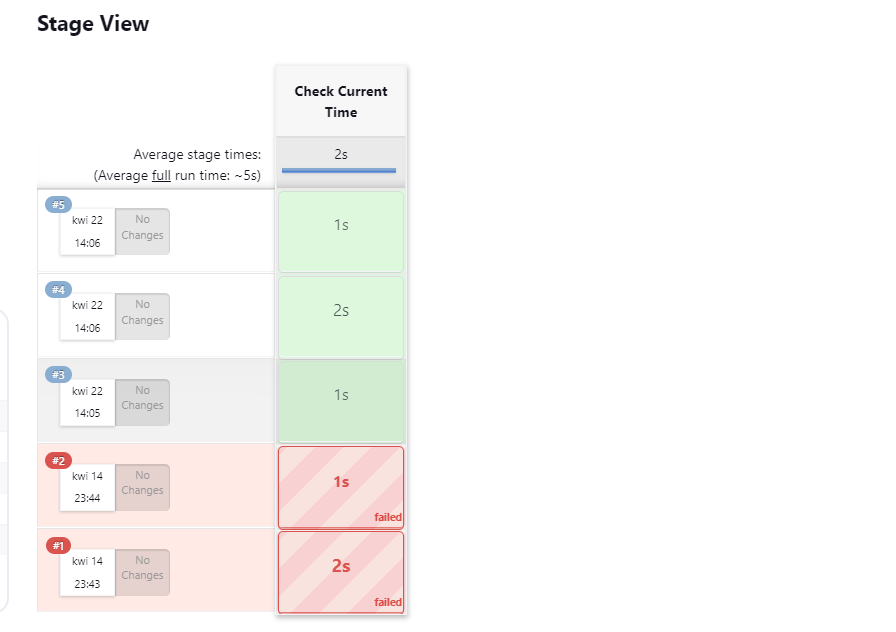 Stage View
Check Current
Time
Average stage times:
2s
(Average full run time: ~5s)
#5
kwi 22
14:06
No
Changes
1s
#4
kwi 22
14:06
No
Changes
2s
#3
kwi 22
14:05
No
Changes
1s
#2
kwi 14
23:44
No
Changes
1s
failed
#1
kwi 14
23:43
No
Changes
2s
failed